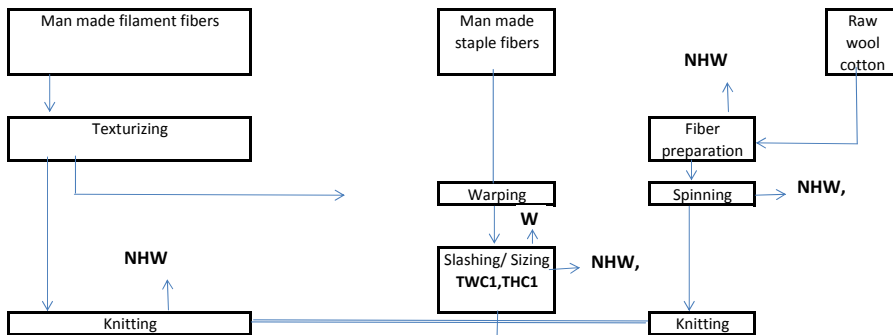 Man made filament fibers
Man made
staple fibers
Raw
wool
cotton
NHW
Texturizing
Fiber
preparation
Warping
Spinning
NHW,
W
Slashing/ Sizing
TWC1,THC1
NHW,
NHW
Knitting
Knitting